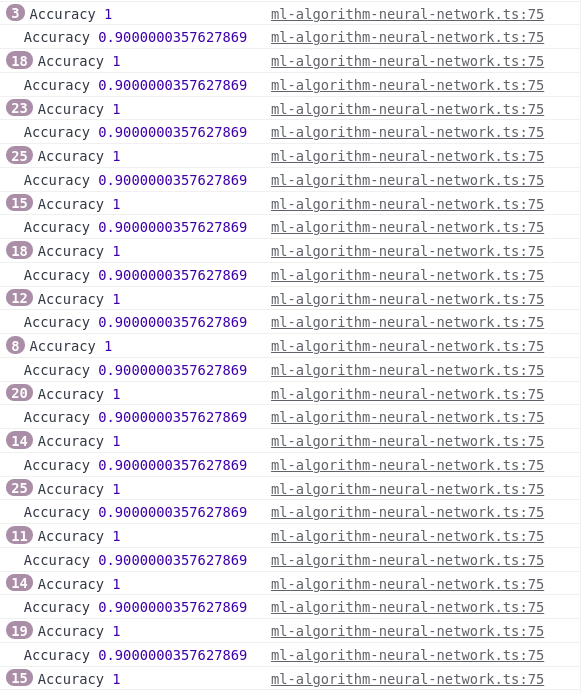 3 Accuracy 1 ml-algorithm-neural-network.ts:75
Accuracy 0.9000000357627869 ml-algorithm-neural-network.ts:75
18 Accuracy 1 ml-algorithm-neural-network.ts:75
Accuracy 0.9000000357627869 ml-algorithm-neural-network.ts:75
23 Accuracy 1 ml-algorithm-neural-network.ts:75
Accuracy 0.9000000357627869 ml-algorithm-neural-network.ts:75
25 Accuracy 1 ml-algorithm-neural-network.ts:75
Accuracy 0.9000000357627869 ml-algorithm-neural-network.ts:75
15 Accuracy 1 ml-algorithm-neural-network.ts:75
Accuracy 0.9000000357627869 ml-algorithm-neural-network.ts:75
18 Accuracy 1 ml-algorithm-neural-network.ts:75
Accuracy 0.9000000357627869 ml-algorithm-neural-network.ts:75
12 Accuracy 1 ml-algorithm-neural-network.ts:75
Accuracy 0.9000000357627869 ml-algorithm-neural-network.ts:75
8 Accuracy 1 ml-algorithm-neural-network.ts:75
Accuracy 0.9000000357627869 ml-algorithm-neural-network.ts:75
20 Accuracy 1 ml-algorithm-neural-network.ts:75
Accuracy 0.9000000357627869 ml-algorithm-neural-network.ts:75
14 Accuracy 1 ml-algorithm-neural-network.ts:75
Accuracy 0.9000000357627869 ml-algorithm-neural-network.ts:75
25 Accuracy 1 ml-algorithm-neural-network.ts:75
Accuracy 0.9000000357627869 ml-algorithm-neural-network.ts:75
11 Accuracy 1 ml-algorithm-neural-network.ts:75
Accuracy 0.9000000357627869 ml-algorithm-neural-network.ts:75
14 Accuracy 1 ml-algorithm-neural-network.ts:75
Accuracy 0.9000000357627869 ml-algorithm-neural-network.ts:75
19 Accuracy 1 ml-algorithm-neural-network.ts:75
Accuracy 0.9000000357627869 ml-algorithm-neural-network.ts:75
15 Accuracy 1 ml-algorithm-neural-network.ts:75